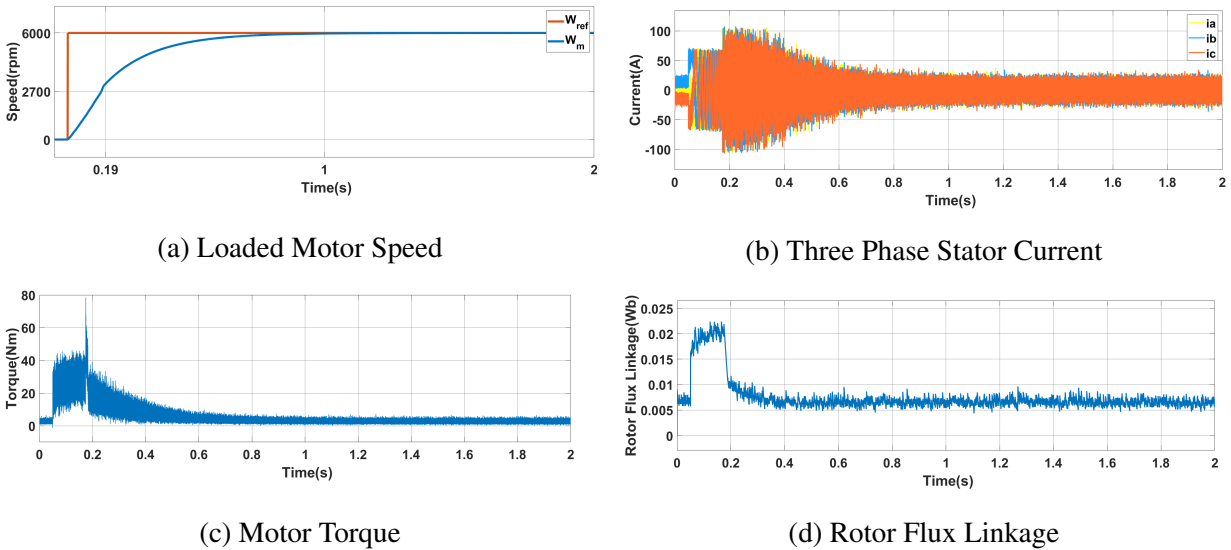 6000
2700
0
Speed(rpm)
W_ref
W_m
0.19 1 2
Time(s)
(a) Loaded Motor Speed
100
50
0
-50
-100
Current(A)
ia
ib
ic
0 0.2 0.4 0.6 0.8 1 1.2 1.4 1.6 1.8 2
Time(s)
(b) Three Phase Stator Current
80
60
40
20
0
Torque(Nm)
0 0.2 0.4 0.6 0.8 1 1.2 1.4 1.6 1.8 2
Time(s)
(c) Motor Torque
0.025
0.02
0.015
0.01
0.005
0
Rotor Flux Linkage(Wb)
0 0.2 0.4 0.6 0.8 1 1.2 1.4 1.6 1.8 2
Time(s)
(d) Rotor Flux Linkage